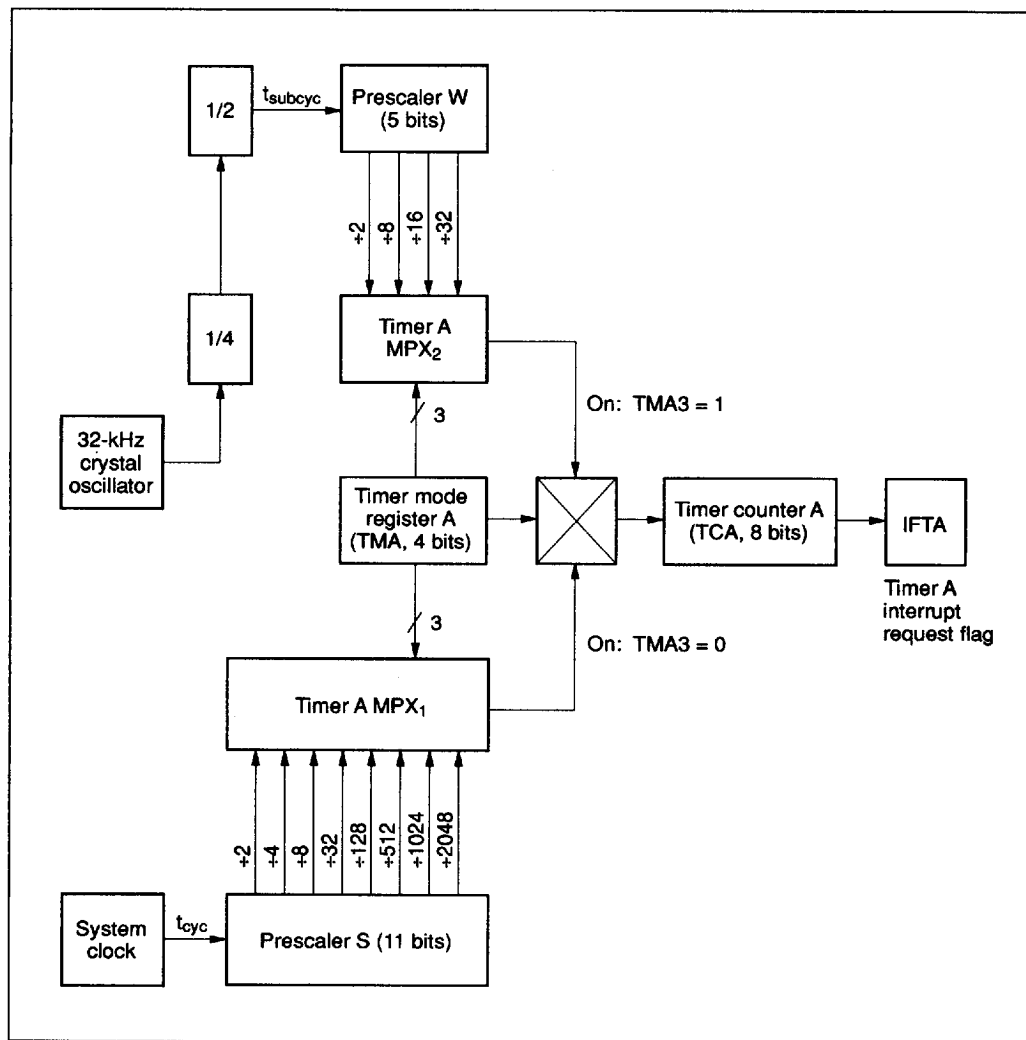 1/2
t_subcyc
Prescaler W
(5 bits)
÷2
÷8
÷16
÷32
1/4
Timer A
MPX₂
3
On: TMA3 = 1
32-kHz
crystal
oscillator
Timer mode
register A
(TMA, 4 bits)
Timer counter A
(TCA, 8 bits)
IFTA
Timer A
interrupt
request flag
3
On: TMA3 = 0
Timer A MPX₁
÷2
÷4
÷8
÷32
÷128
÷512
÷1024
÷2048
System
clock
t_cyc
Prescaler S (11 bits)